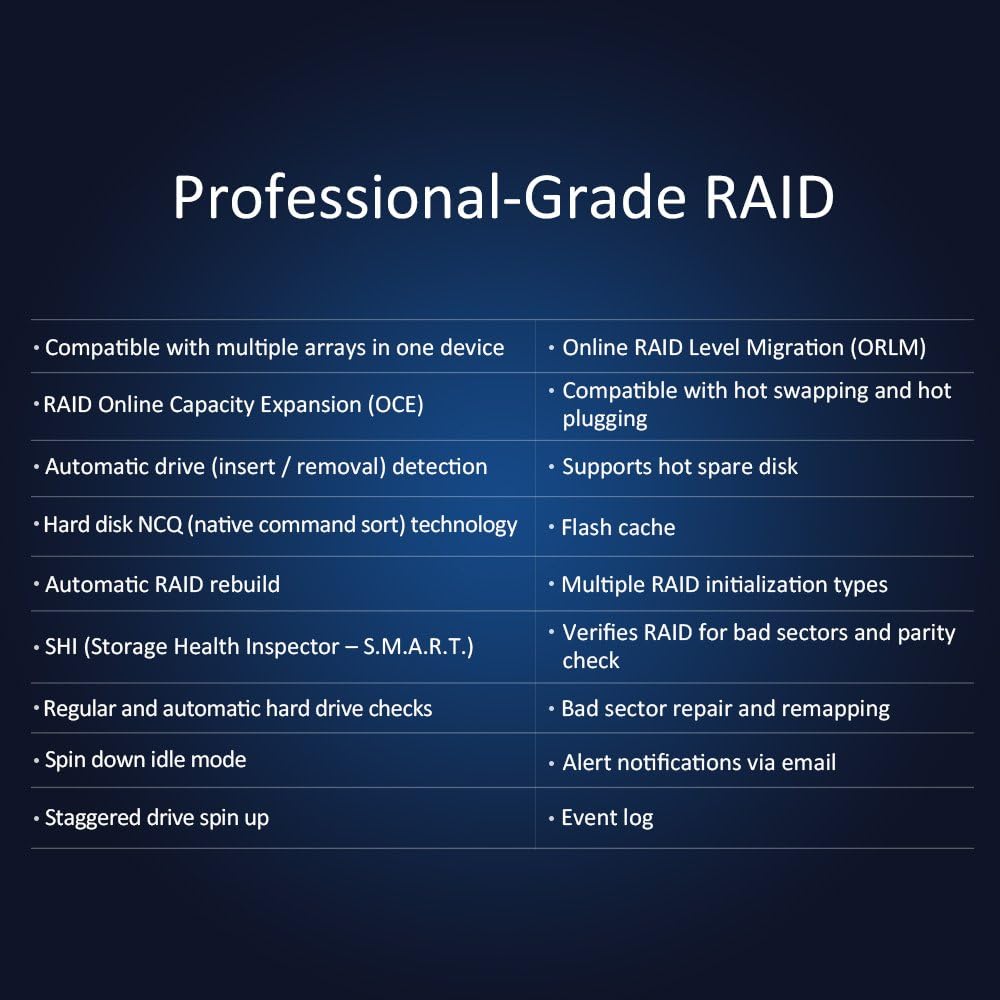 Professional-Grade RAID
• Compatible with multiple arrays in one device
• Online RAID Level Migration (ORLM)
• RAID Online Capacity Expansion (OCE)
• Compatible with hot swapping and hot
plugging
• Automatic drive (insert / removal) detection
• Supports hot spare disk
• Hard disk NCQ (native command sort) technology
• Flash cache
• Automatic RAID rebuild
• Multiple RAID initialization types
• SHI (Storage Health Inspector – S.M.A.R.T.)
• Verifies RAID for bad sectors and parity
check
• Regular and automatic hard drive checks
• Bad sector repair and remapping
• Spin down idle mode
• Alert notifications via email
• Staggered drive spin up
• Event log